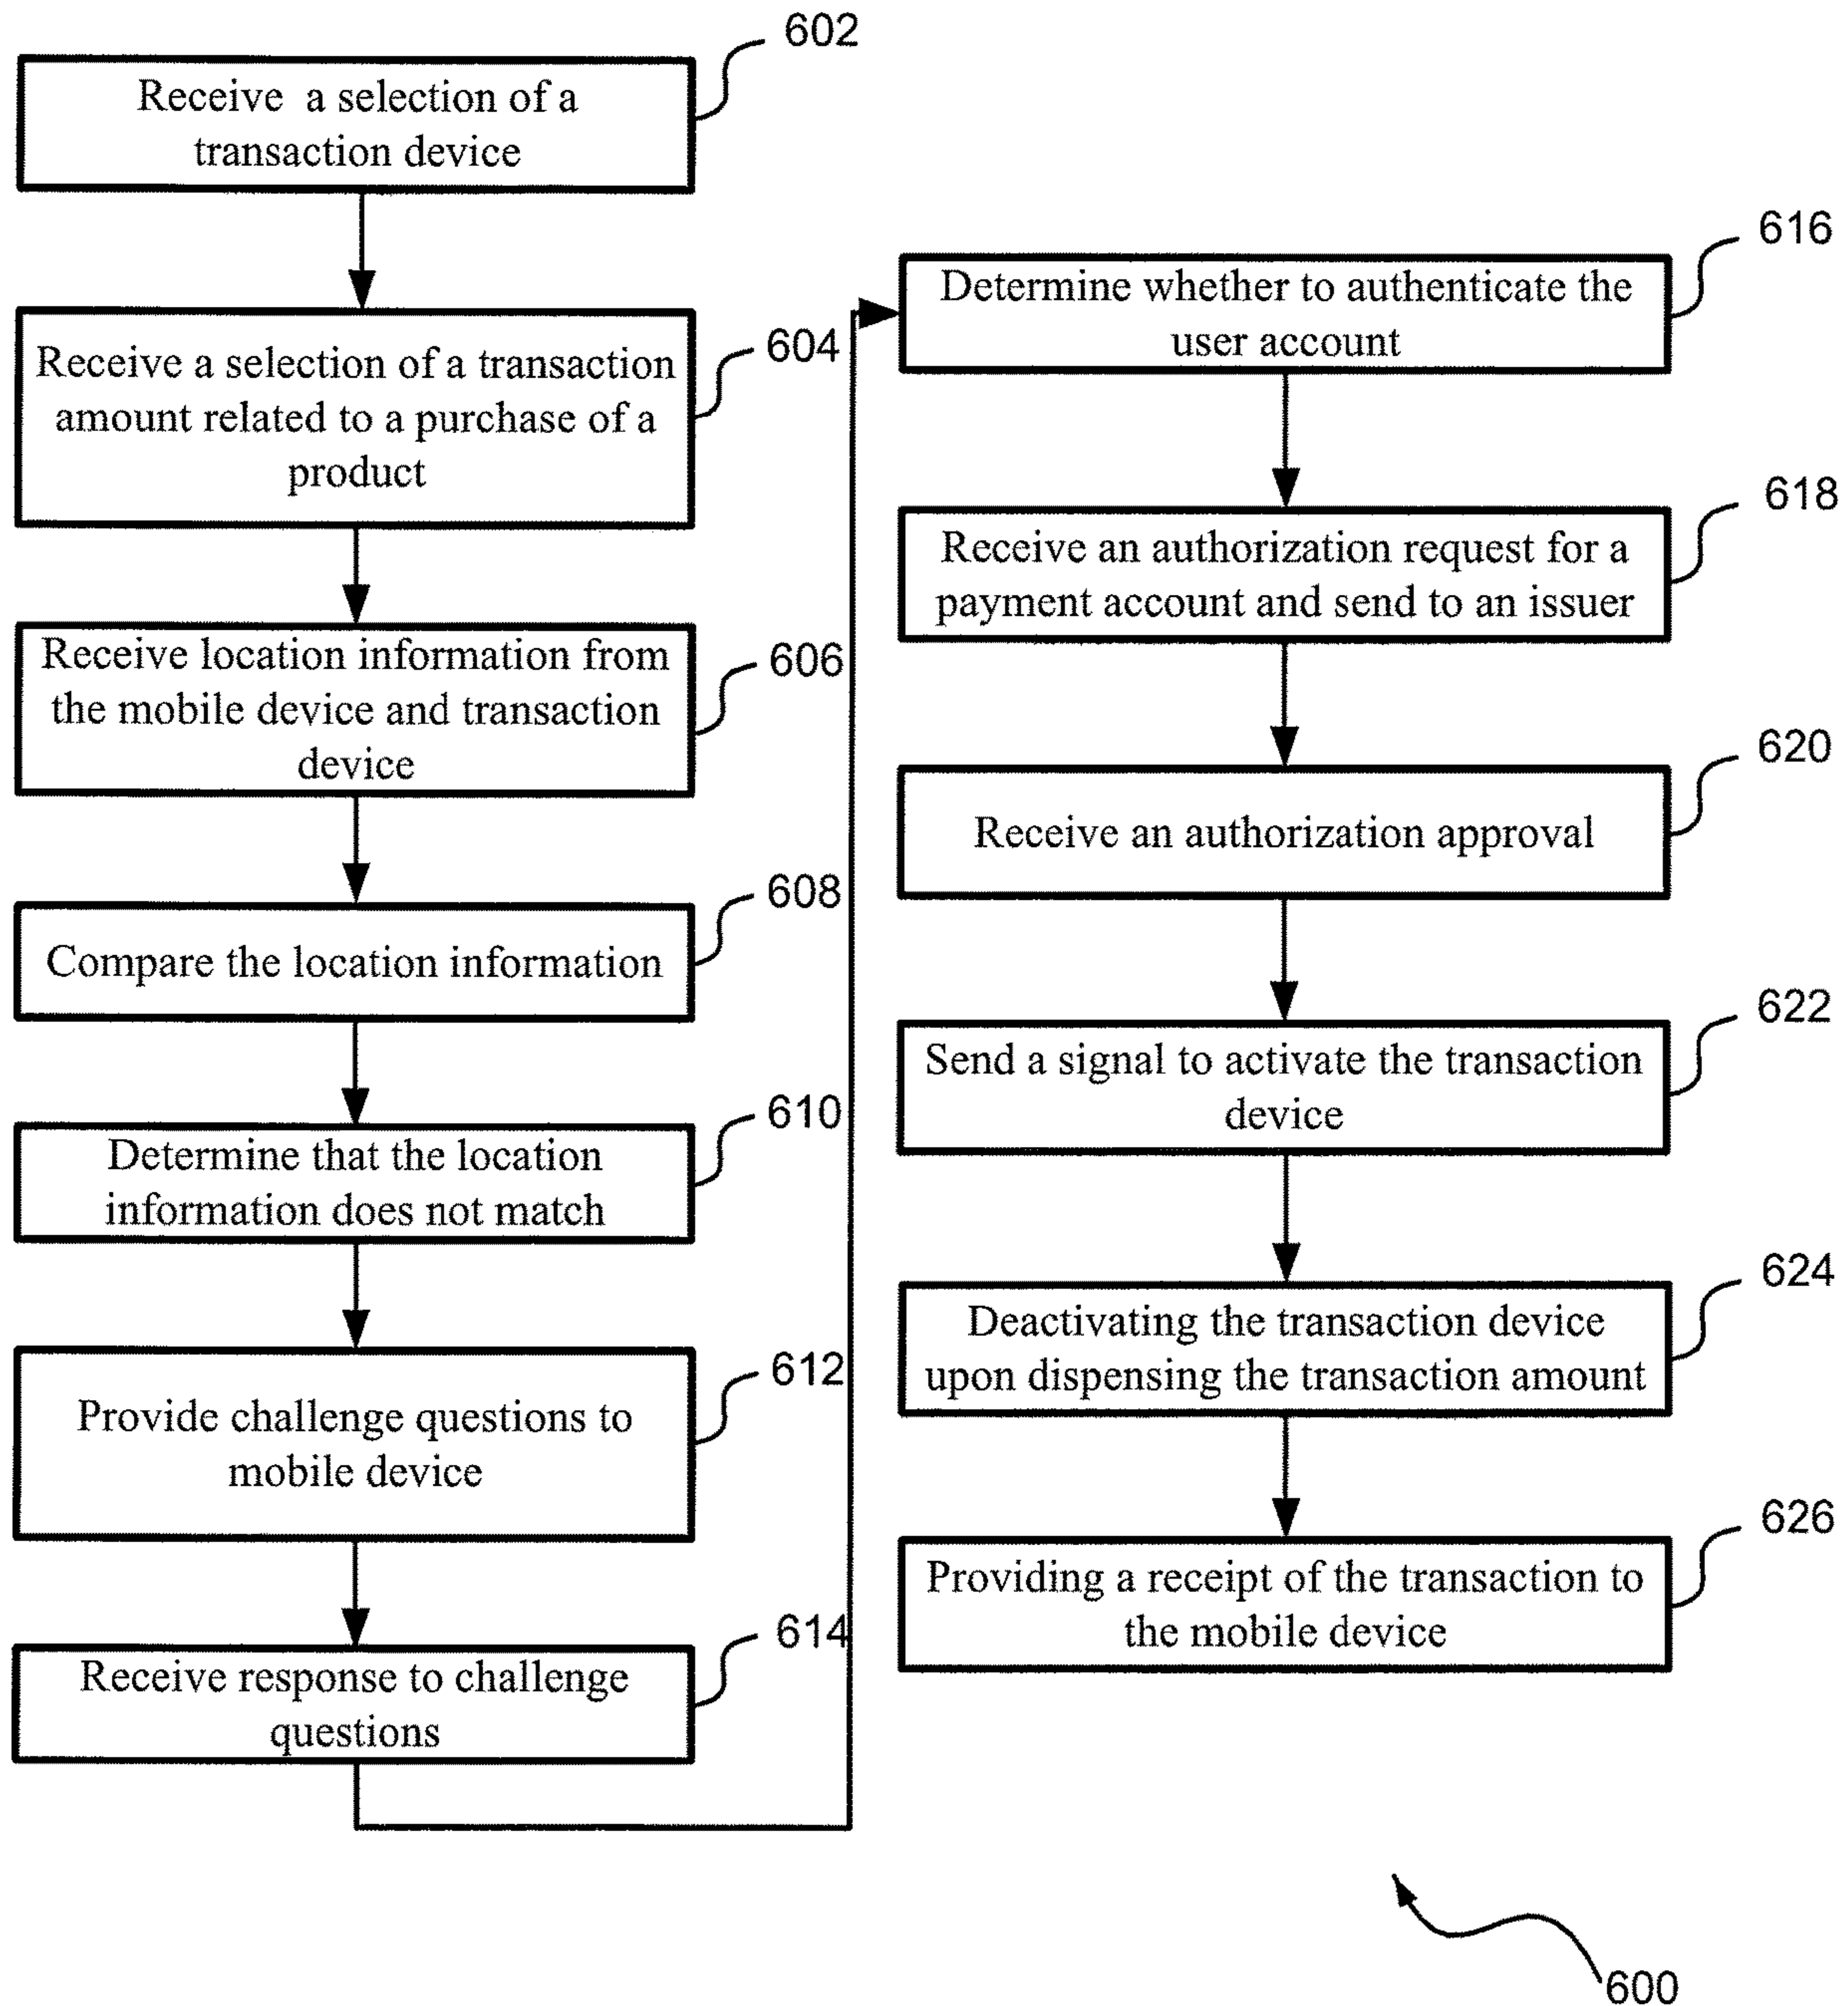 602
Receive a selection of a
transaction device
604
Receive a selection of a transaction
amount related to a purchase of a
product
606
Receive location information from
the mobile device and transaction
device
608
Compare the location information
610
Determine that the location
information does not match
612
Provide challenge questions to
mobile device
614
Receive response to challenge
questions
616
Determine whether to authenticate the
user account
618
Receive an authorization request for a
payment account and send to an issuer
620
Receive an authorization approval
622
Send a signal to activate the transaction
device
624
Deactivating the transaction device
upon dispensing the transaction amount
626
Providing a receipt of the transaction to
the mobile device
600